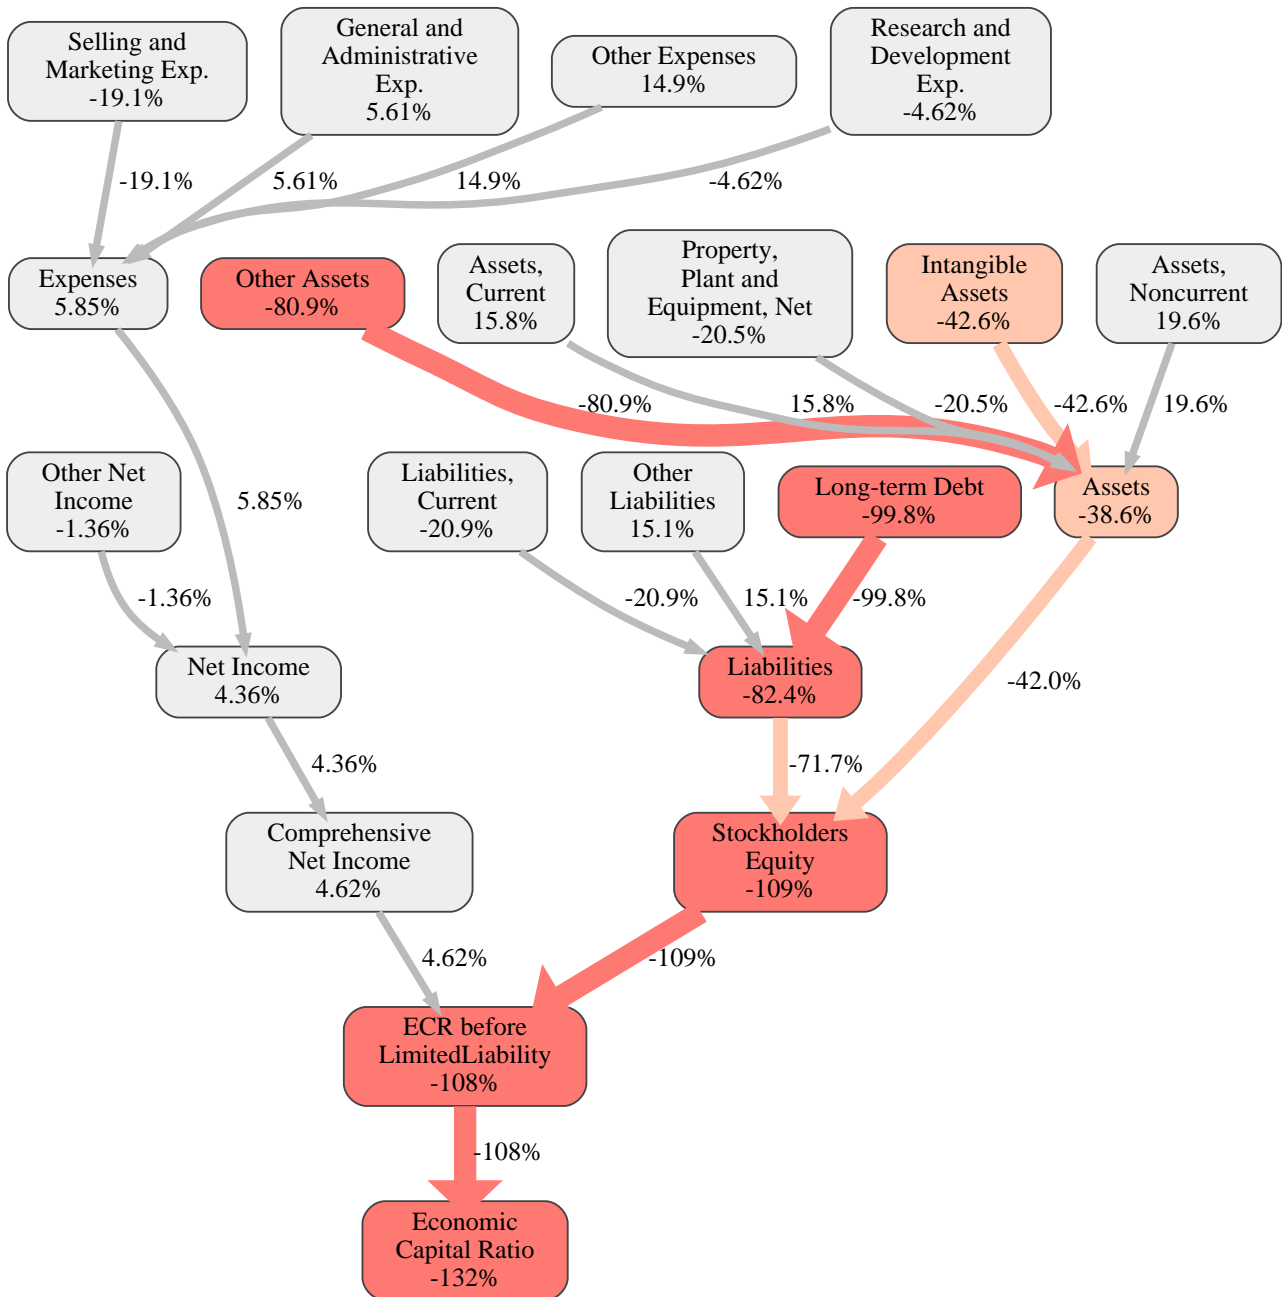 Selling and
Marketing Exp.
-19.1%
General and
Administrative
Exp.
5.61%
Other Expenses
14.9%
Research and
Development
Exp.
-4.62%
-19.1%
5.61%
14.9%
-4.62%
Expenses
5.85%
Other Assets
-80.9%
Assets,
Current
15.8%
Property,
Plant and
Equipment, Net
-20.5%
Intangible
Assets
-42.6%
Assets,
Noncurrent
19.6%
-80.9%
15.8%
-20.5%
-42.6%
19.6%
Other Net
Income
-1.36%
5.85%
Liabilities,
Current
-20.9%
Other
Liabilities
15.1%
Long-term Debt
-99.8%
Assets
-38.6%
-1.36%
-20.9%
15.1%
-99.8%
Net Income
4.36%
Liabilities
-82.4%
-42.0%
4.36%
-71.7%
Comprehensive
Net Income
4.62%
Stockholders
Equity
-109%
4.62%
-109%
ECR before
LimitedLiability
-108%
-108%
Economic
Capital Ratio
-132%